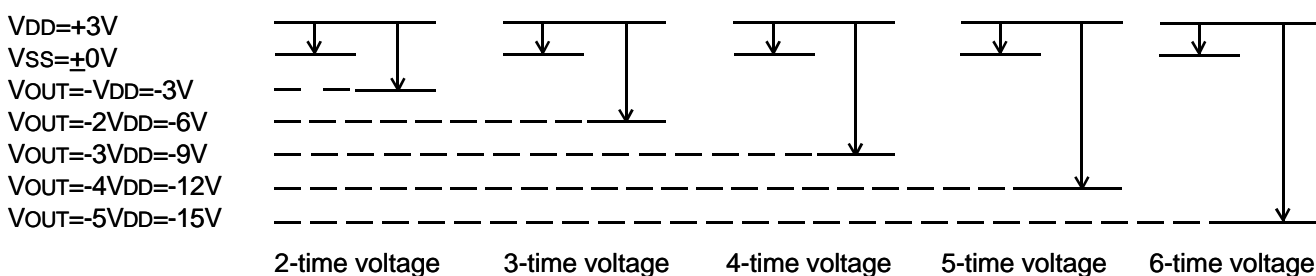 VDD=+3V
VSS=±0V
VOUT=-VDD=-3V
VOUT=-2VDD=-6V
VOUT=-3VDD=-9V
VOUT=-4VDD=-12V
VOUT=-5VDD=-15V
2-time voltage 3-time voltage 4-time voltage 5-time voltage 6-time voltage